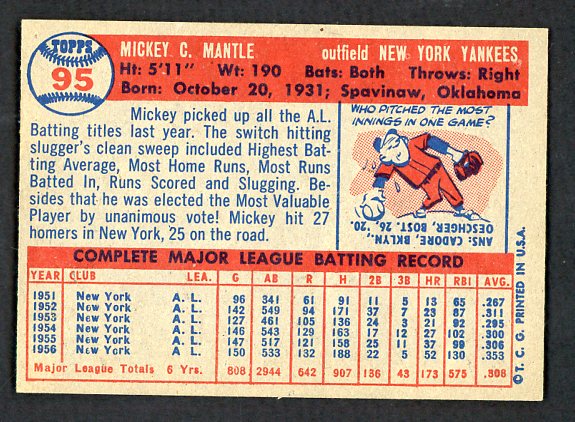 TOPPS
95
MICKEY C. MANTLE outfield NEW YORK YANKEES
Ht: 5'11" Wt: 190 Bats: Both Throws: Right
Born: October 20, 1931; Spavinaw, Oklahoma
Mickey picked up all the A.L.
Batting titles last year. The switch hitting
slugger's clean sweep included Highest Bat-
ting Average, Most Home Runs, Most Runs
Batted In, Runs Scored and Slugging. Be-
sides that he was elected the Most Valuable
Player by unanimous vote! Mickey hit 27
homers in New York, 25 on the road.
WHO PITCHED THE MOST
INNINGS IN ONE GAME?
ANS: CADORE, BKLYN-
OESCHGER, BOST. 26, '20.
COMPLETE MAJOR LEAGUE BATTING RECORD
YEAR CLUB LEA. G AB R H 2B 3B HR RBI AVG.
1951 New York A. L. 96 341 61 91 11 5 13 65 .267
1952 New York A. L. 142 549 94 171 37 7 23 87 .311
1953 New York A. L. 127 461 105 136 24 3 21 92 .295
1954 New York A. L. 146 543 129 163 17 12 27 102 .300
1955 New York A. L. 147 517 121 158 25 11 37 99 .306
1956 New York A. L. 150 533 132 188 22 5 52 130 .353
Major League Totals 6 Yrs. 808 2944 642 907 136 43 173 575 .308
© T. C. G. PRINTED IN U.S.A.